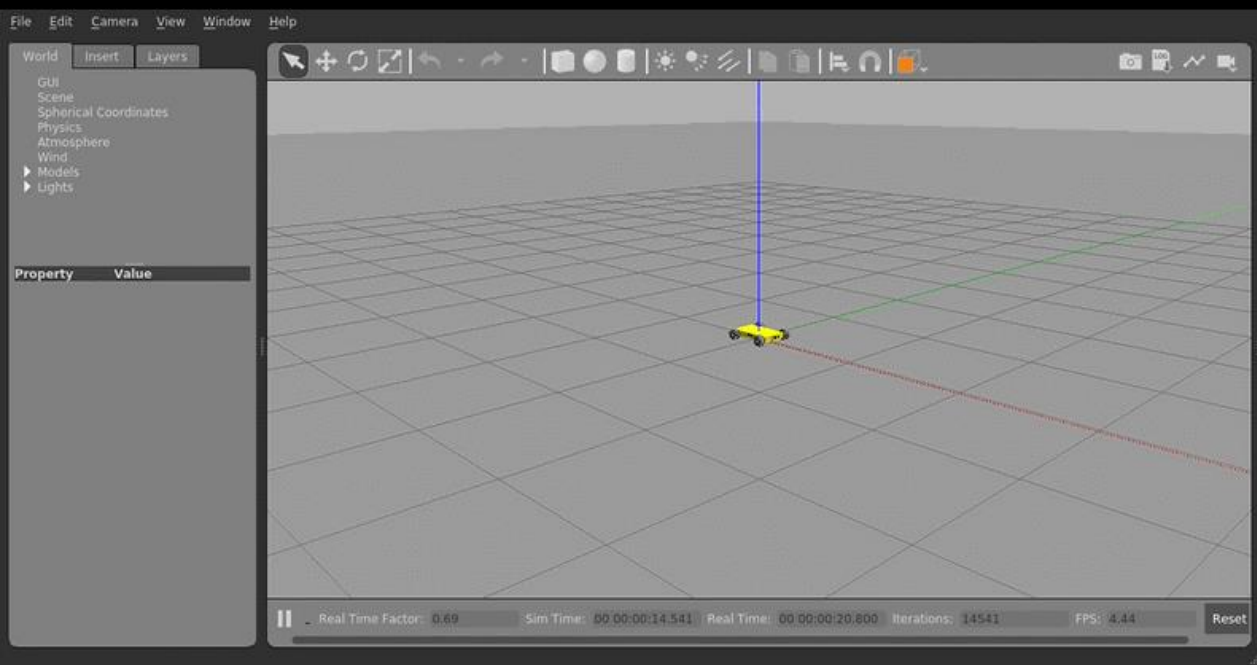 File Edit Camera View Window Help
World Insert Layers
GUI
Scene
Spherical Coordinates
Physics
Atmosphere
Wind
Models
Lights
Property Value
Real Time Factor: 0.69 Sim Time: 00 00:00:14.541 Real Time: 00 00:00:20.800 Iterations: 14541 FPS: 4.44 Reset